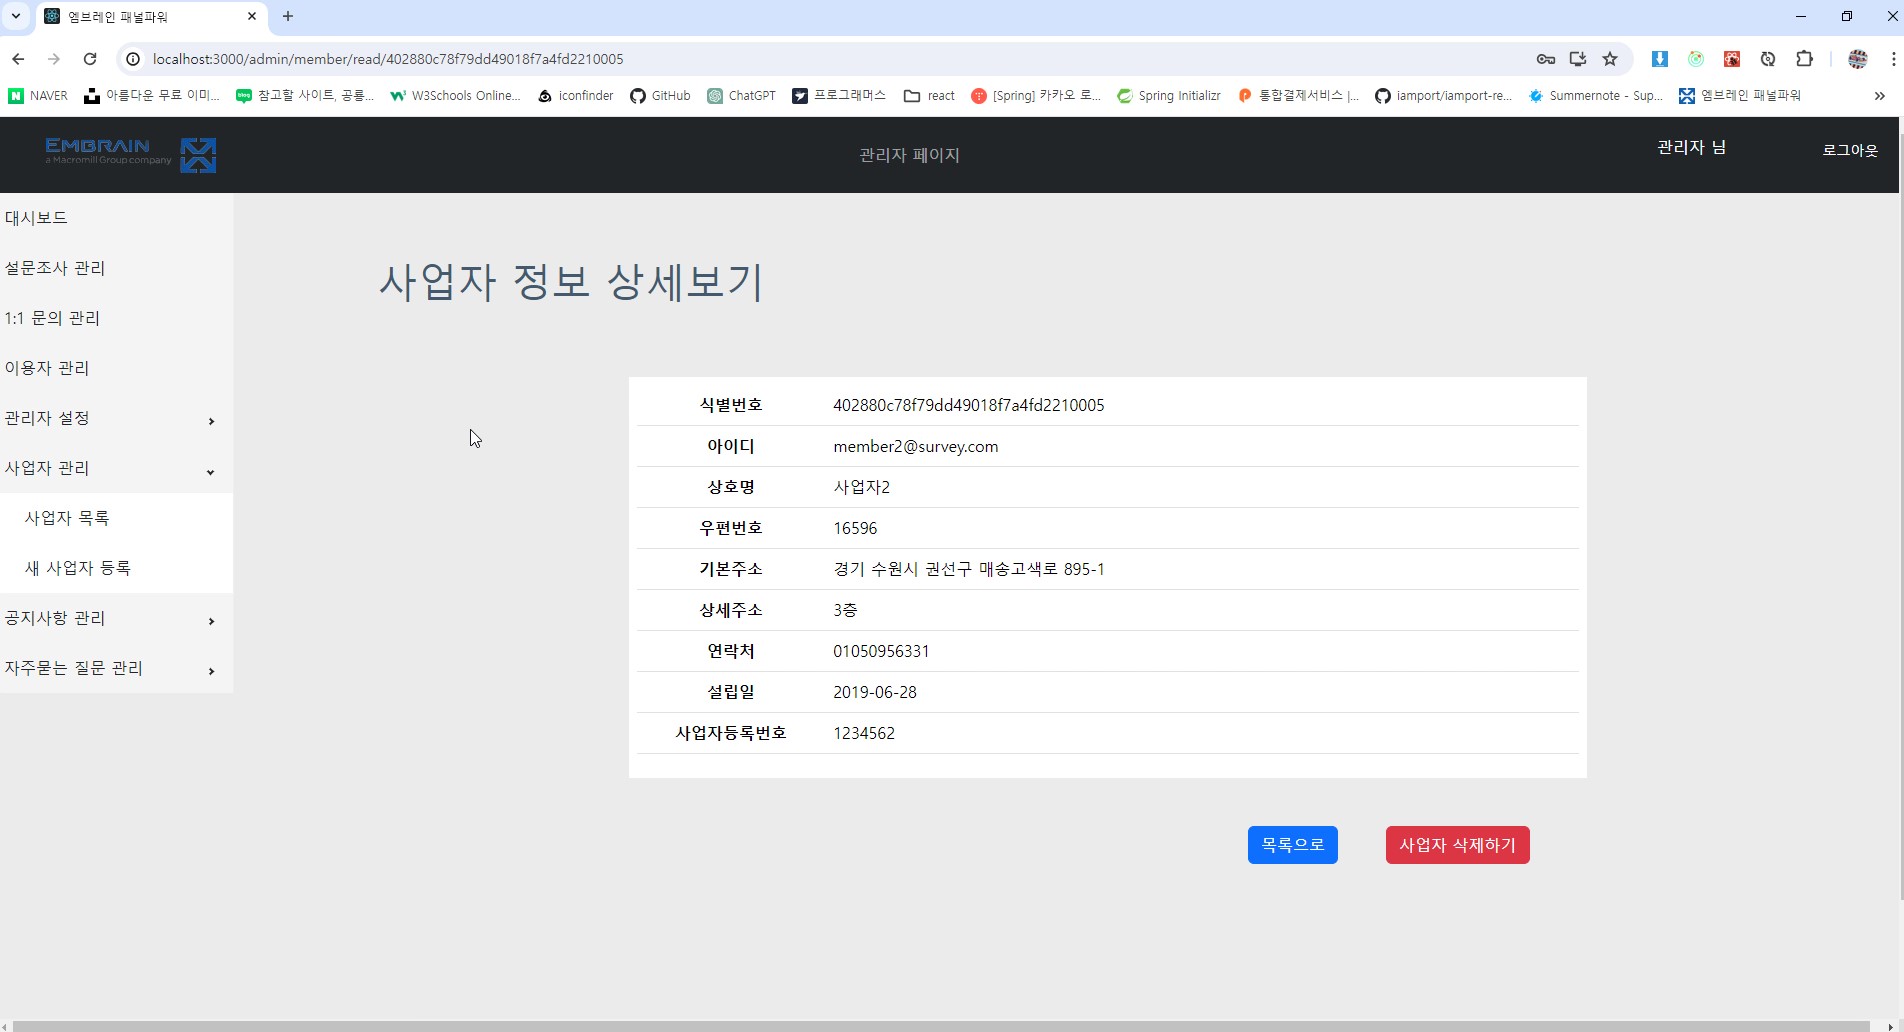 엠브레인 패널파워
localhost:3000/admin/member/read/402880c78f79dd49018f7a4fd2210005
NAVER 아름다운 무료 이미... 참고할 사이트, 공룡... W3Schools Online... iconfinder GitHub ChatGPT 프로그래머스 react [Spring] 카카오 로... Spring Initializr 통합결제서비스 |... iamport/iamport-re... Summernote - Sup... 엠브레인 패널파워
EMBRAIN
a Macromill Group company
관리자 페이지
관리자 님
로그아웃
대시보드
설문조사 관리
1:1 문의 관리
이용자 관리
관리자 설정
사업자 관리
사업자 목록
새 사업자 등록
공지사항 관리
자주묻는 질문 관리
사업자 정보 상세보기
식별번호 402880c78f79dd49018f7a4fd2210005
아이디 member2@survey.com
상호명 사업자2
우편번호 16596
기본주소 경기 수원시 권선구 매송고색로 895-1
상세주소 3층
연락처 01050956331
설립일 2019-06-28
사업자등록번호 1234562
목록으로 사업자 삭제하기